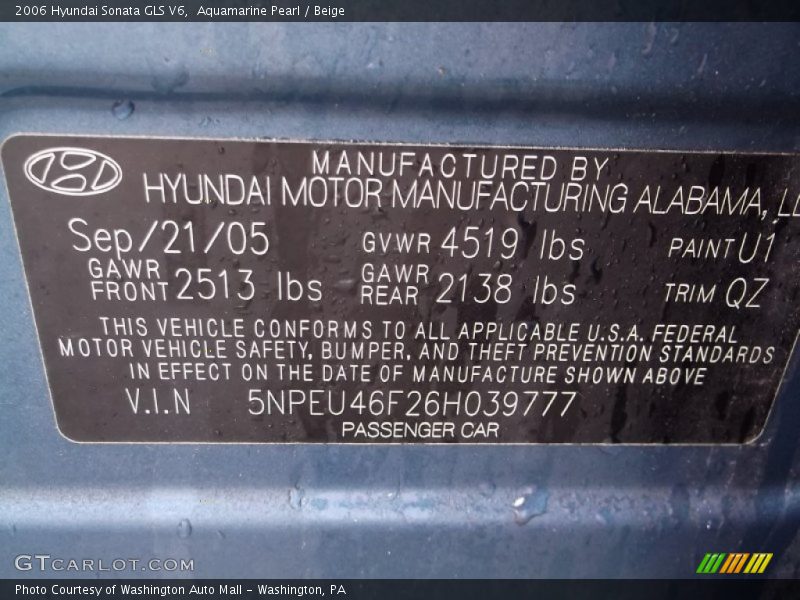 2006 Hyundai Sonata GLS V6, Aquamarine Pearl / Beige
MANUFACTURED BY
HYUNDAI MOTOR MANUFACTURING ALABAMA, LL
Sep/21/05 GVWR 4519 lbs PAINT U1
GAWR FRONT 2513 lbs GAWR REAR 2138 lbs TRIM QZ
THIS VEHICLE CONFORMS TO ALL APPLICABLE U.S.A. FEDERAL
MOTOR VEHICLE SAFETY, BUMPER, AND THEFT PREVENTION STANDARDS
IN EFFECT ON THE DATE OF MANUFACTURE SHOWN ABOVE
V.I.N 5NPEU46F26H039777
PASSENGER CAR
GTCARLOT.COM
Photo Courtesy of Washington Auto Mall - Washington, PA